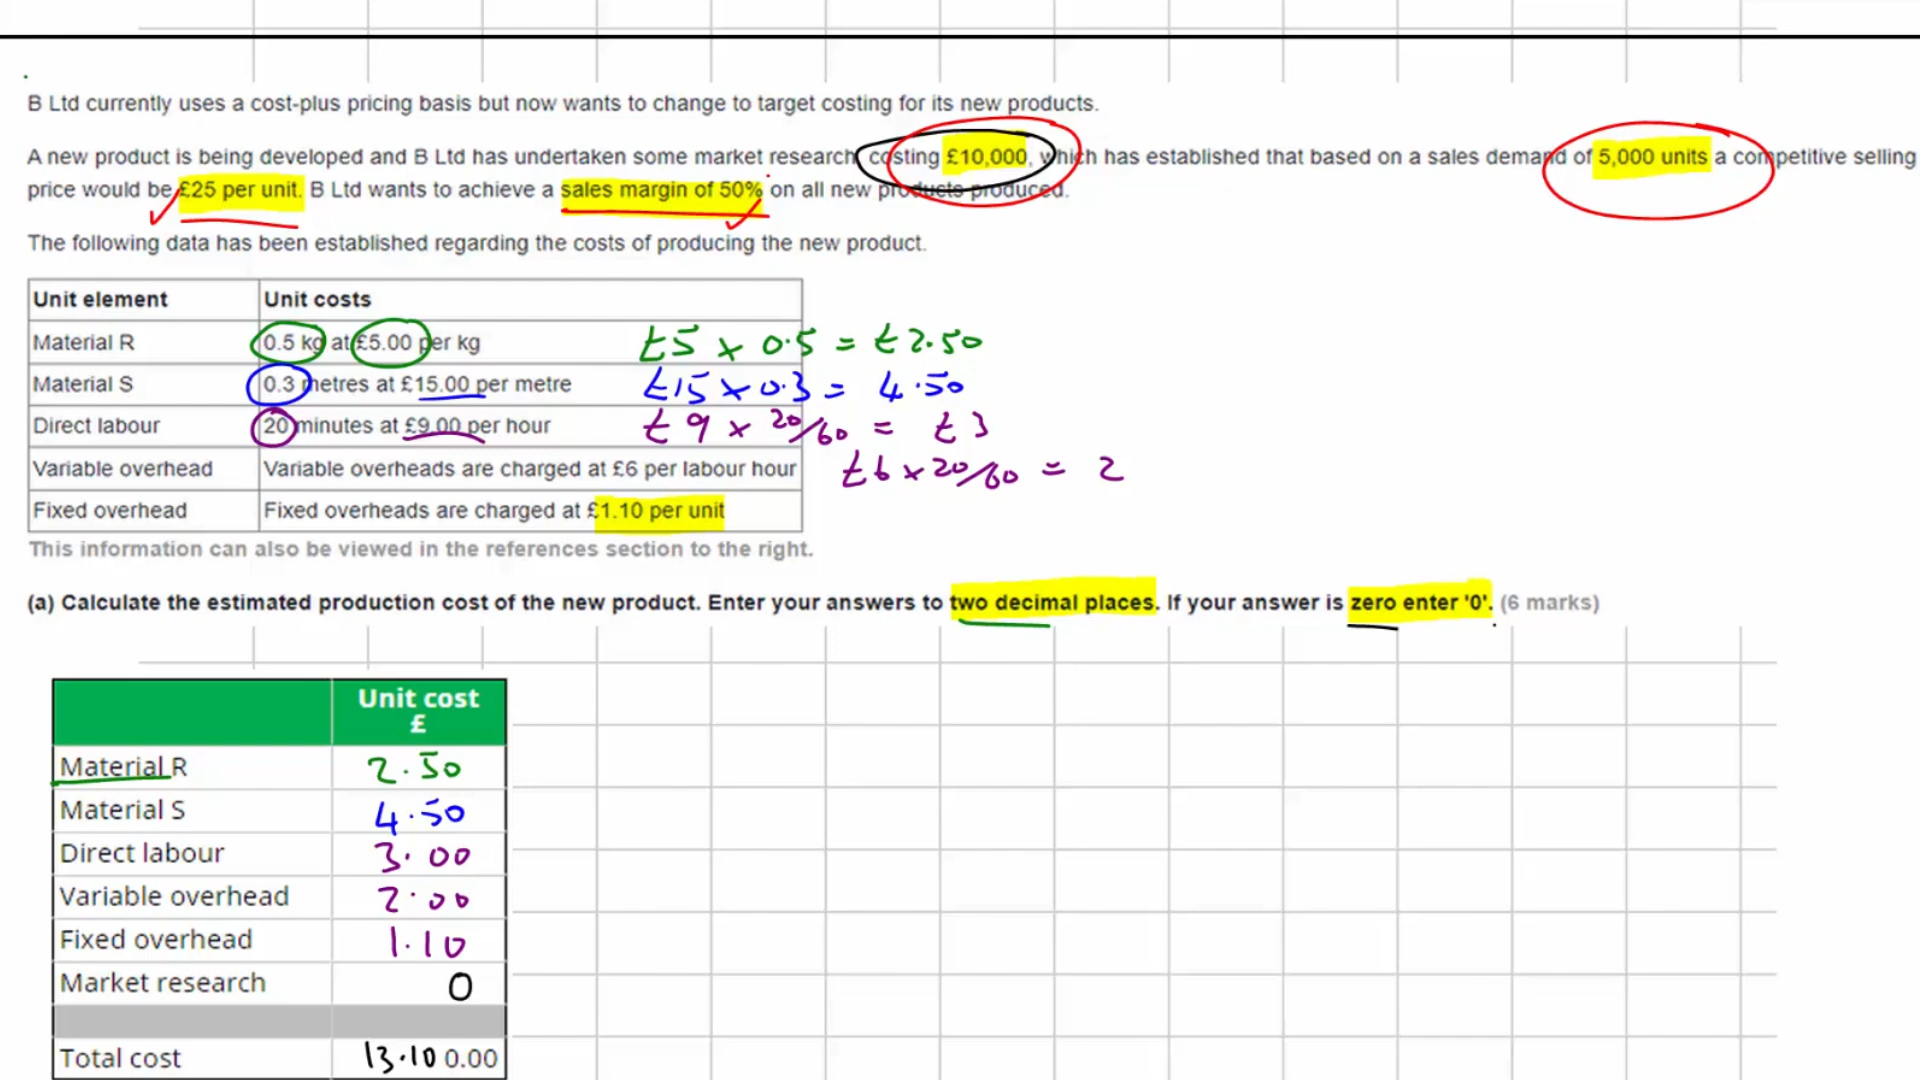 B Ltd currently uses a cost-plus pricing basis but now wants to change to target costing for its new products.
A new product is being developed and B Ltd has undertaken some market research costing £10,000, which has established that based on a sales demand of 5,000 units a competitive selling
price would be £25 per unit. B Ltd wants to achieve a sales margin of 50% on all new products produced.
The following data has been established regarding the costs of producing the new product.
Unit element Unit costs
Material R 0.5 kg at £5.00 per kg £5 x 0.5 = £2.50
Material S 0.3 metres at £15.00 per metre £15 x 0.3 = 4.50
Direct labour 20 minutes at £9.00 per hour £9 x 20/60 = £3
Variable overhead Variable overheads are charged at £6 per labour hour £6 x 20/60 = 2
Fixed overhead Fixed overheads are charged at £1.10 per unit
This information can also be viewed in the references section to the right.
(a) Calculate the estimated production cost of the new product. Enter your answers to two decimal places. If your answer is zero enter '0'. (6 marks)
Unit cost
£
Material R 2.50
Material S 4.50
Direct labour 3.00
Variable overhead 2.00
Fixed overhead 1.10
Market research 0
Total cost 13.10 0.00